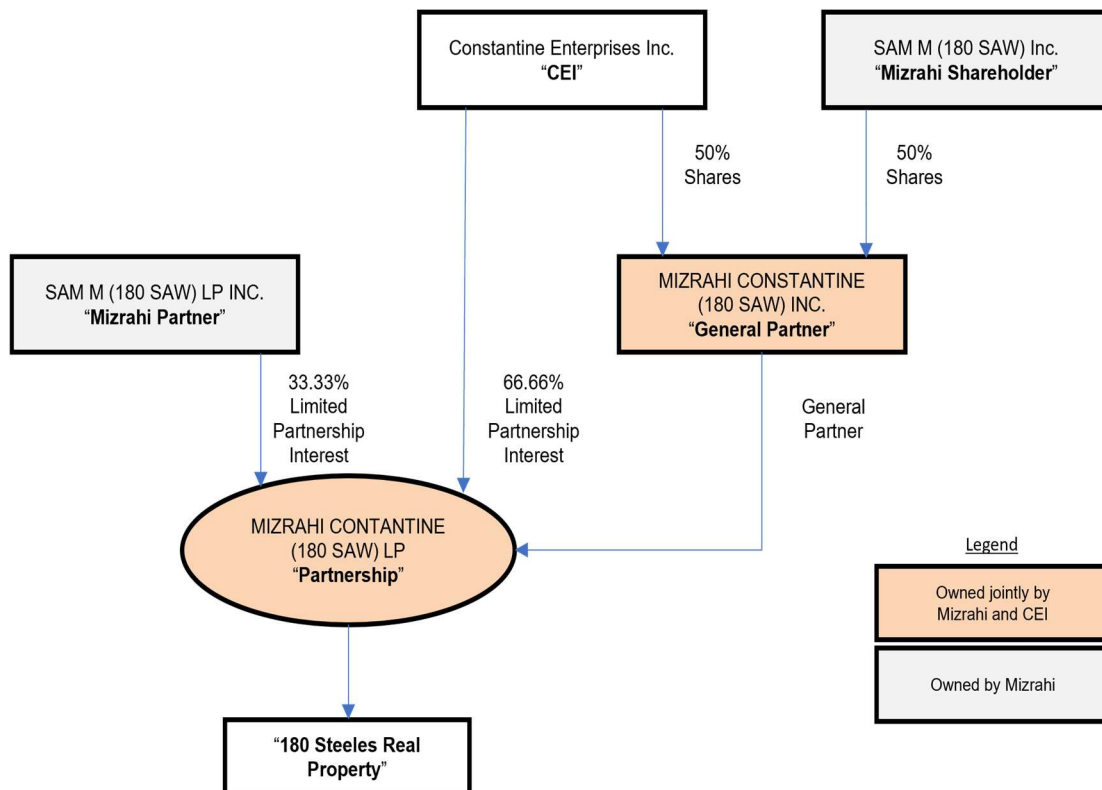 Constantine Enterprises Inc.
“CEI”
SAM M (180 SAW) Inc.
“Mizrahi Shareholder”
50%
Shares
50%
Shares
SAM M (180 SAW) LP INC.
“Mizrahi Partner”
MIZRAHI CONSTANTINE
(180 SAW) INC.
“General Partner”
33.33%
Limited
Partnership
Interest
66.66%
Limited
Partnership
Interest
General
Partner
MIZRAHI CONTANTINE
(180 SAW) LP
“Partnership”
Legend
Owned jointly by
Mizrahi and CEI
Owned by Mizrahi
“180 Steeles Real
Property”